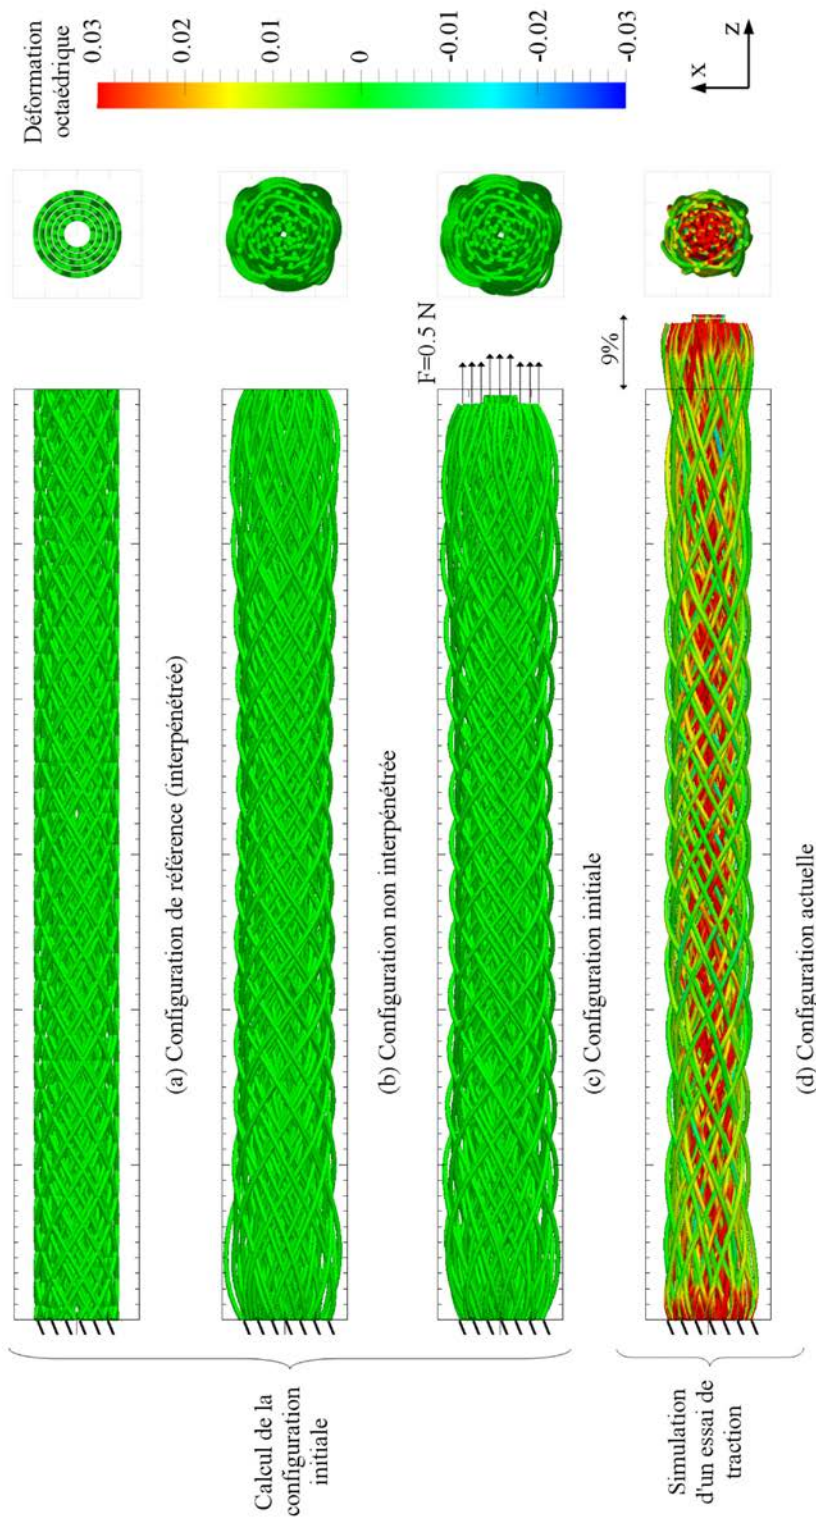 Calcul de la
configuration
initiale
(a) Configuration de référence (interpénétrée)
(b) Configuration non interpénétrée
F=0.5 N
(c) Configuration initiale
Simulation
d'un essai de
traction
9%
(d) Configuration actuelle
Déformation
octaédrique
0.03
0.02
0.01
0
-0.01
-0.02
-0.03
X
Z